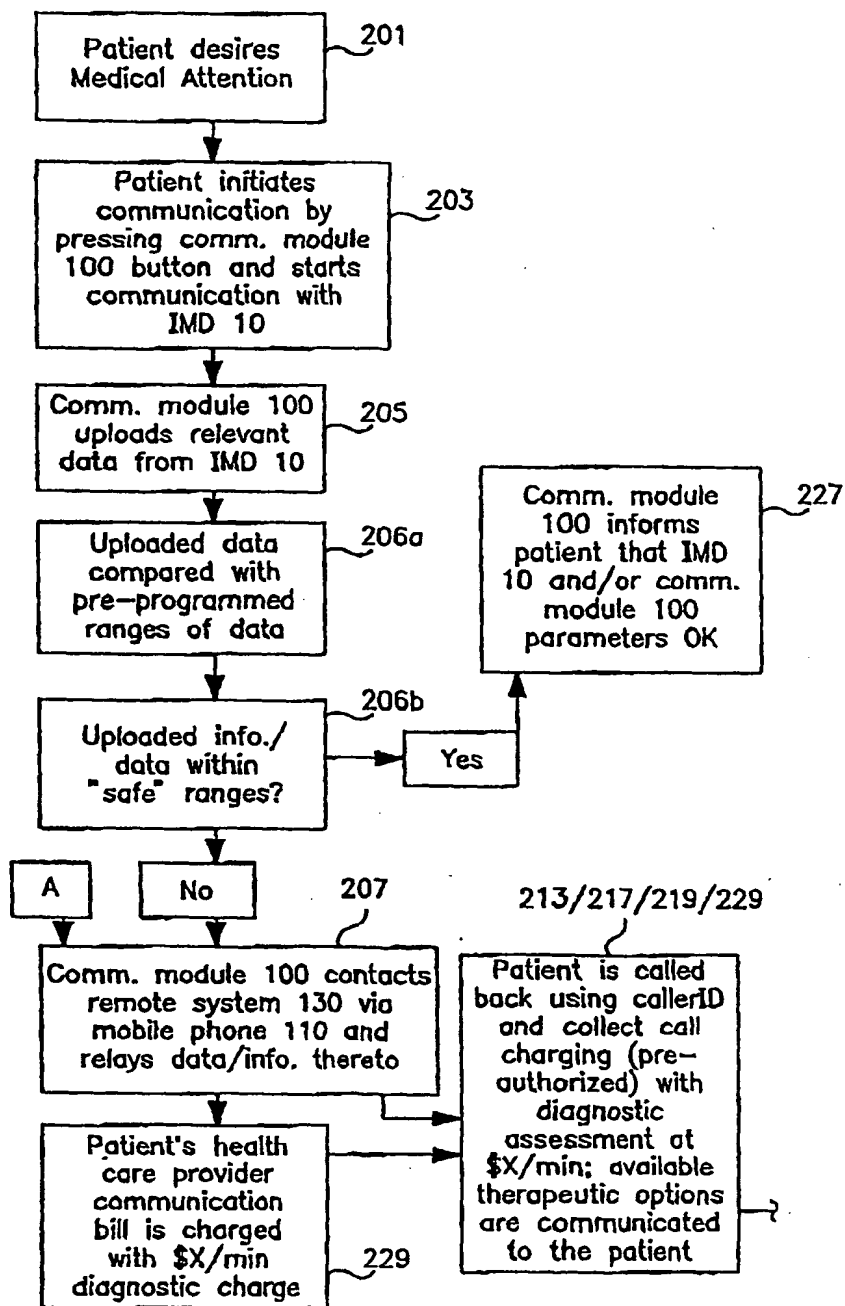 Patient desires
Medical Attention
201
Patient initiates
communication by
pressing comm. module
100 button and starts
communication with
IMD 10
203
Comm. module 100
uploads relevant
data from IMD 10
205
Uploaded data
compared with
pre-programmed
ranges of data
206a
Comm. module
100 informs
patient that IMD
10 and/or comm.
module 100
parameters OK
227
Uploaded info./
data within
"safe" ranges?
206b
Yes
A
No
207
Comm. module 100 contacts
remote system 130 via
mobile phone 110 and
relays data/info. thereto
213/217/219/229
Patient is called
back using callerID
and collect call
charging (pre-
authorized) with
diagnostic
assessment at
$X/min; available
therapeutic options
are communicated
to the patient
Patient's health
care provider
communication
bill is charged
with $X/min
diagnostic charge
229